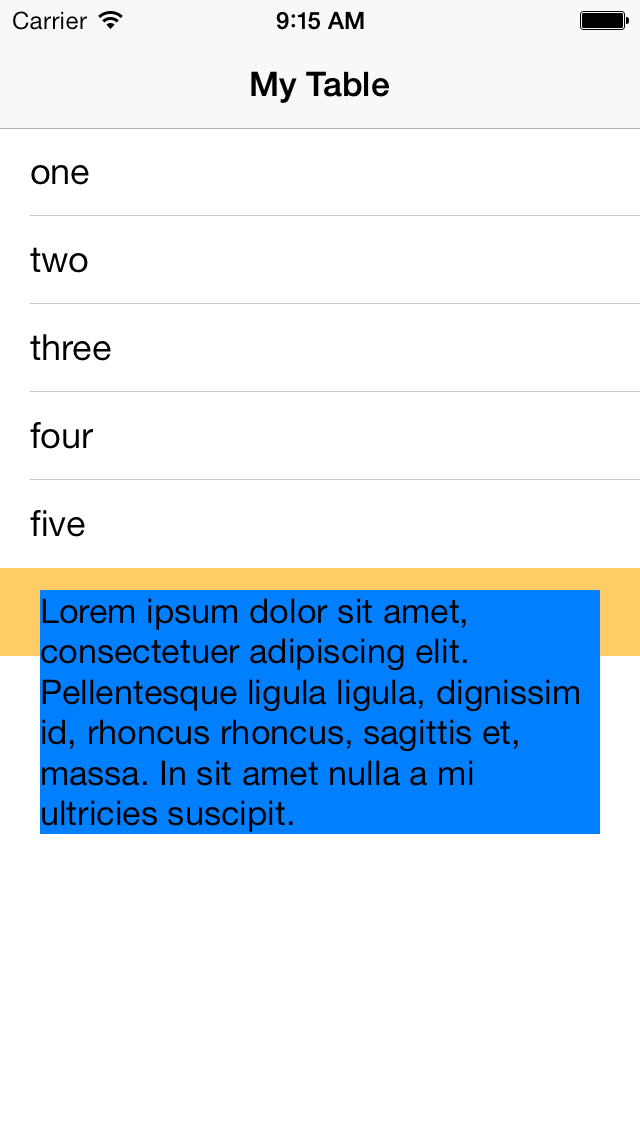 Carrier 9:15 AM
My Table
one
two
three
four
five
Lorem ipsum dolor sit amet,
consectetuer adipiscing elit.
Pellentesque ligula ligula, dignissim
id, rhoncus rhoncus, sagittis et,
massa. In sit amet nulla a mi
ultricies suscipit.